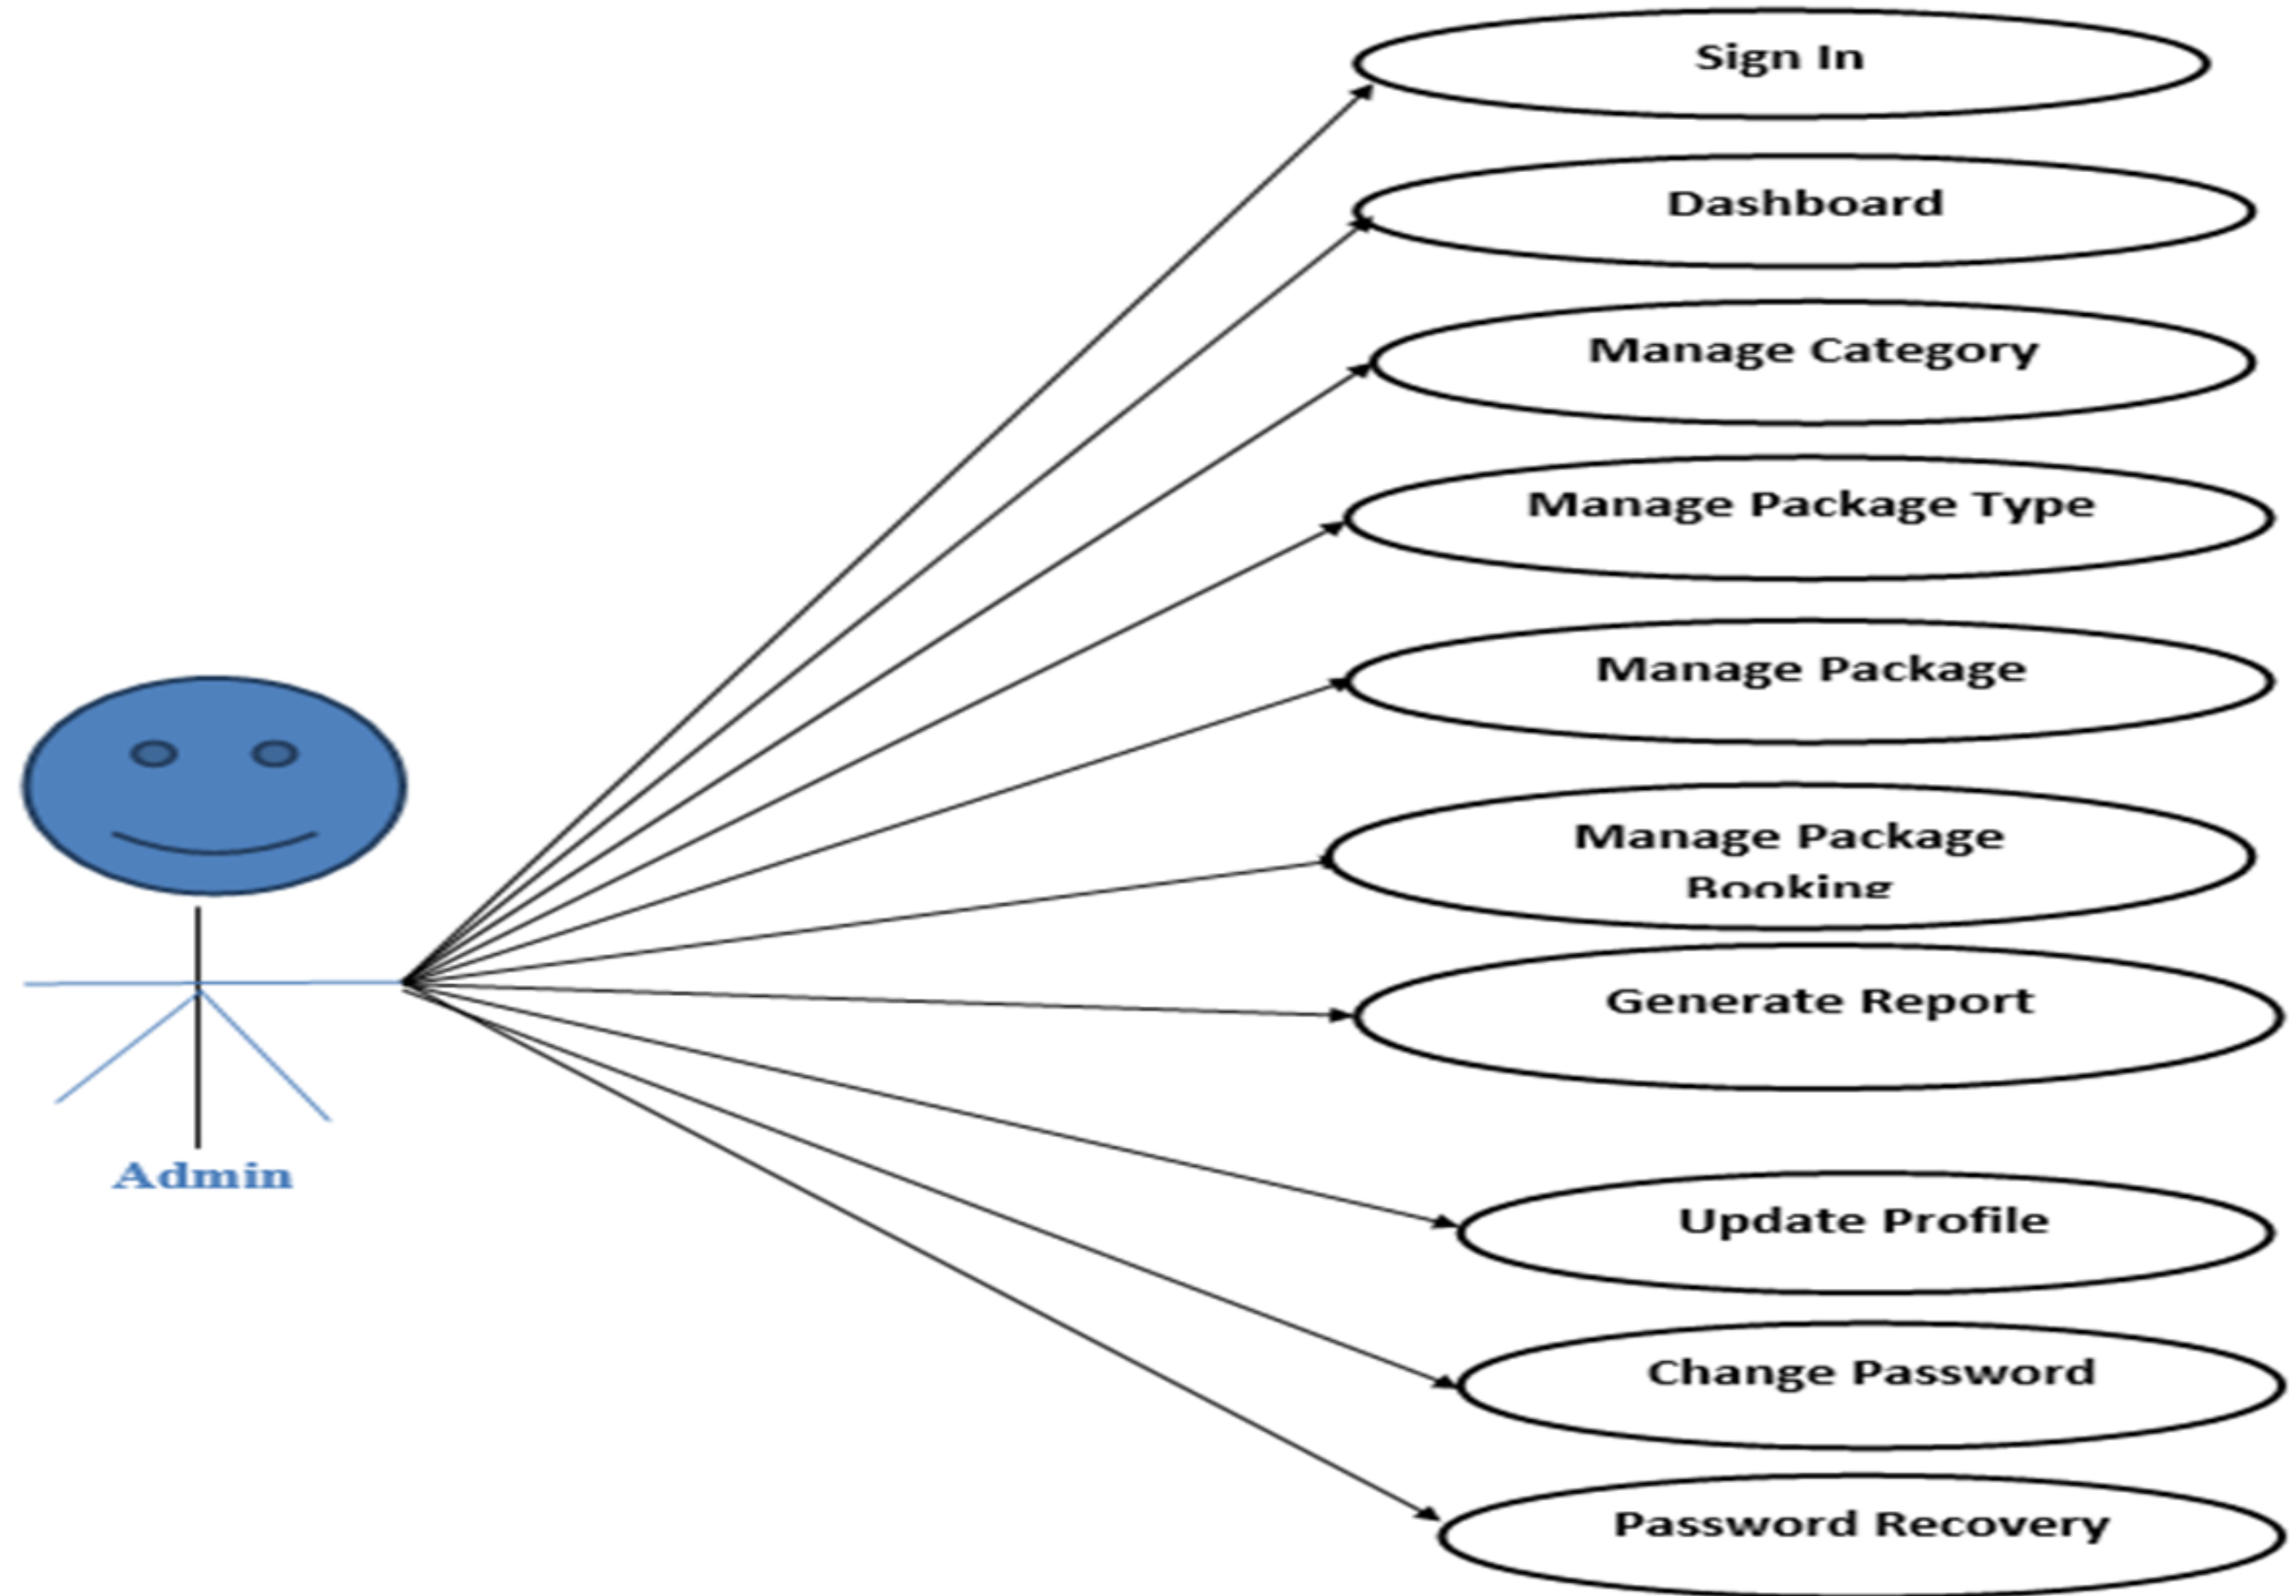 Sign In
Dashboard
Manage Category
Manage Package Type
Manage Package
Manage Package
Booking
Generate Report
Admin
Update Profile
Change Password
Password Recovery